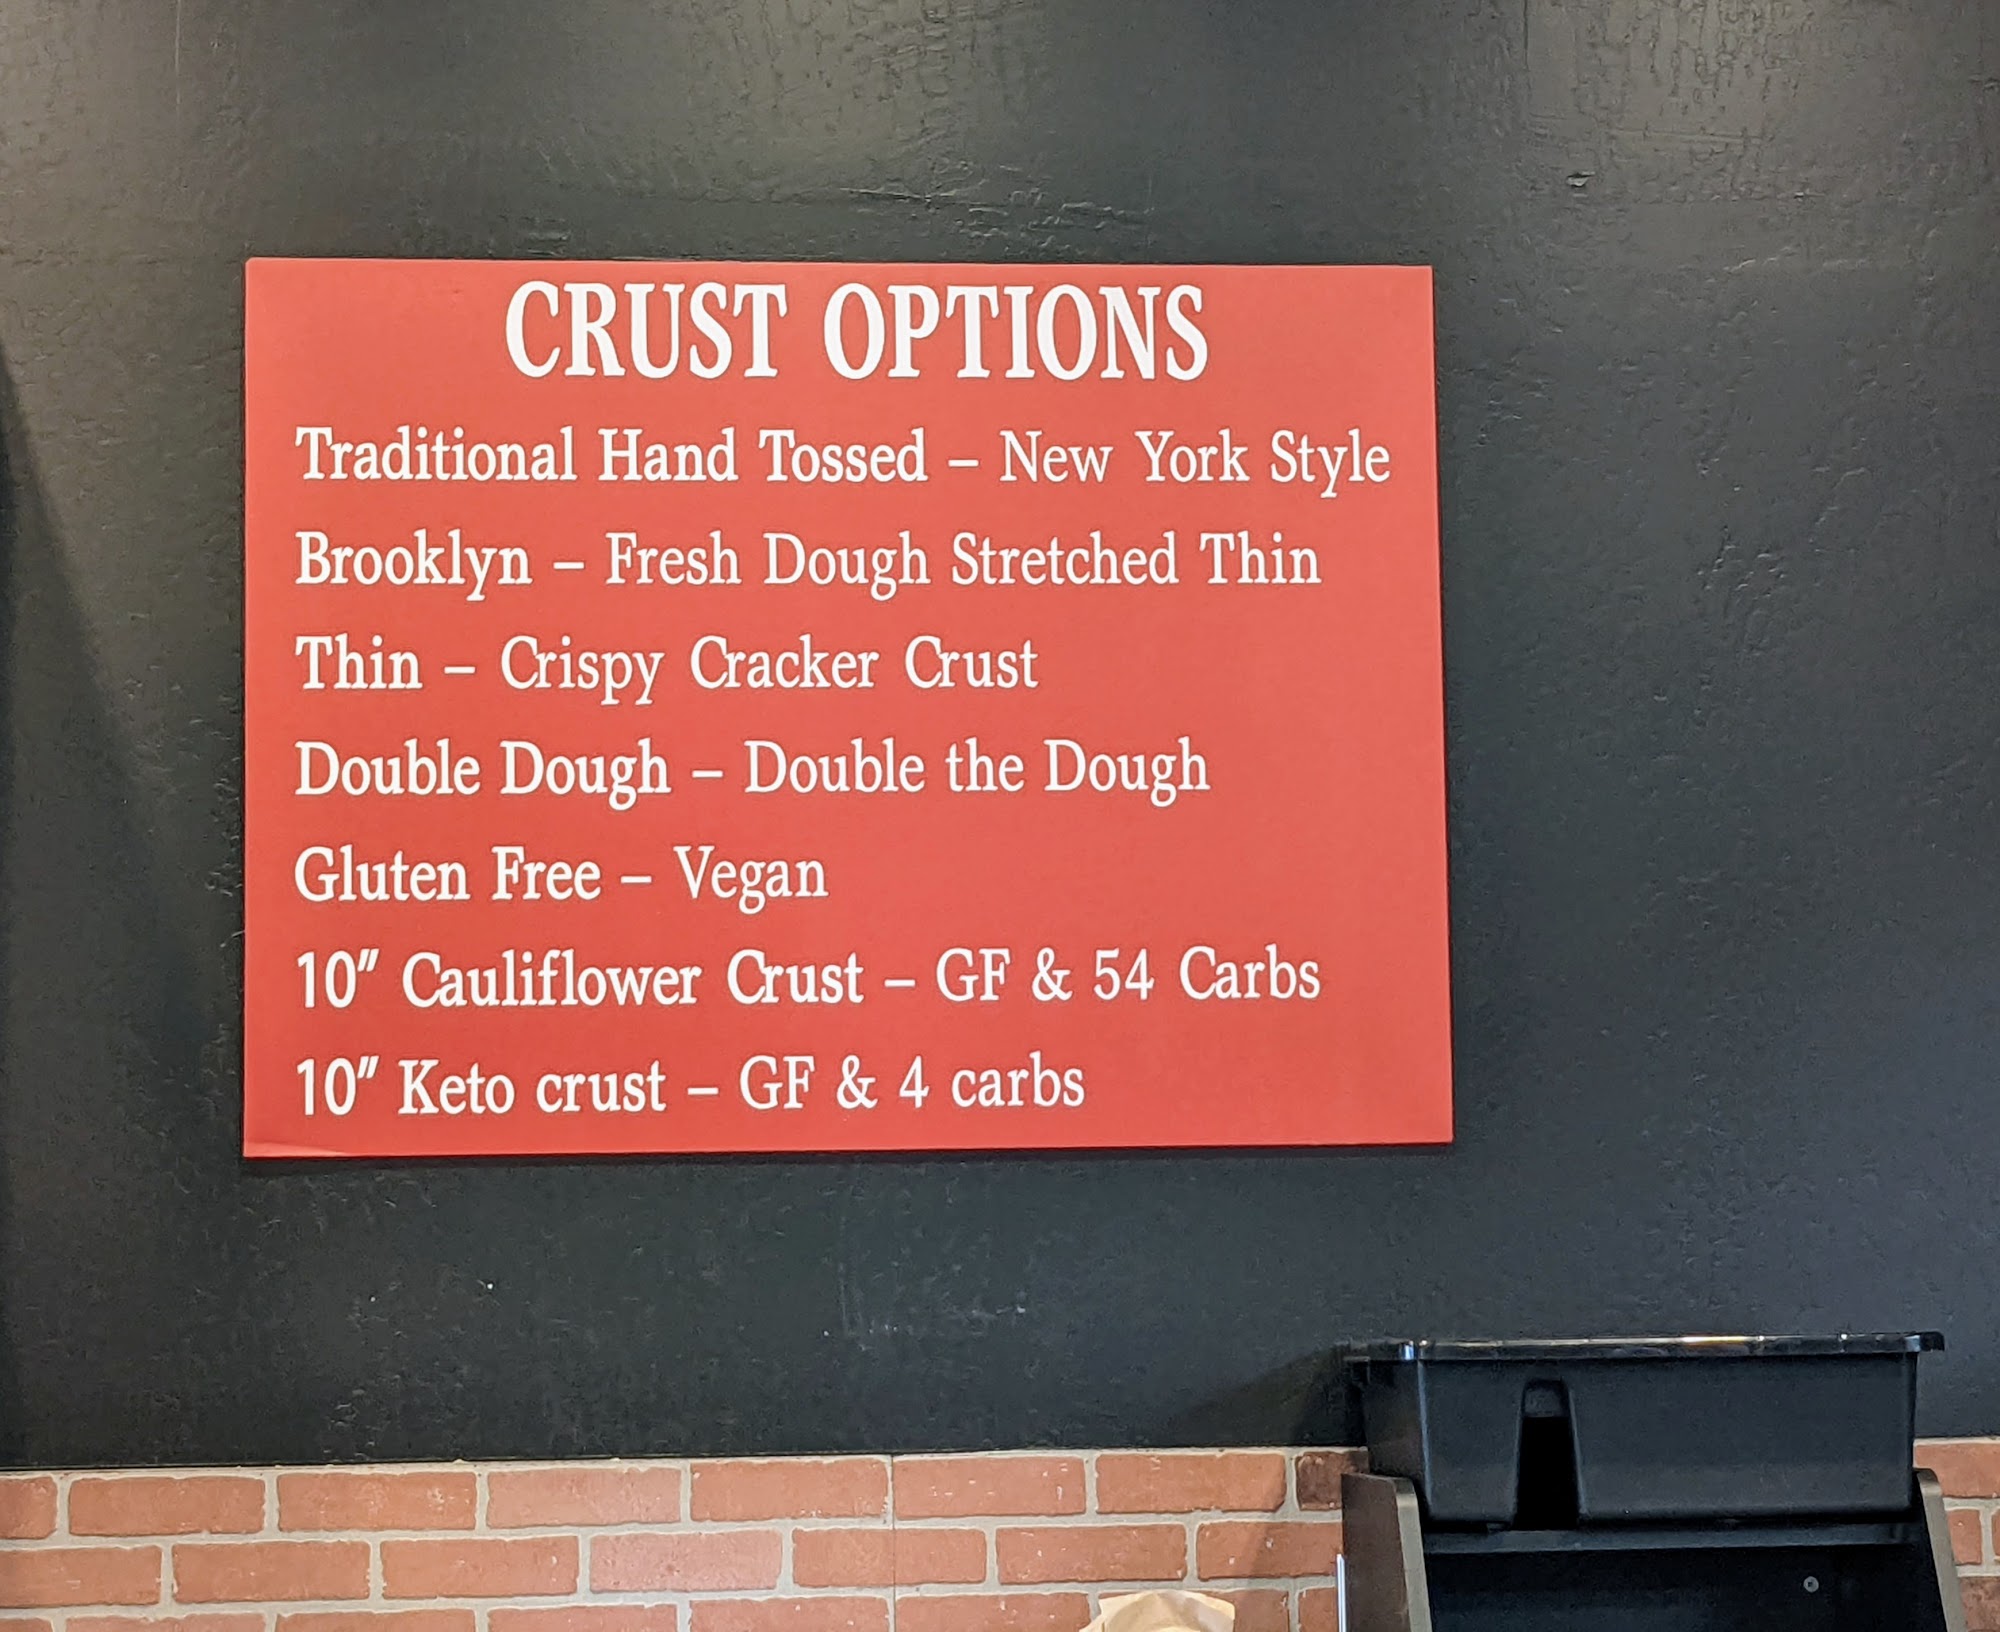 CRUST OPTIONS
Traditional Hand Tossed – New York Style
Brooklyn – Fresh Dough Stretched Thin
Thin – Crispy Cracker Crust
Double Dough – Double the Dough
Gluten Free – Vegan
10" Cauliflower Crust – GF & 54 Carbs
10" Keto crust – GF & 4 carbs